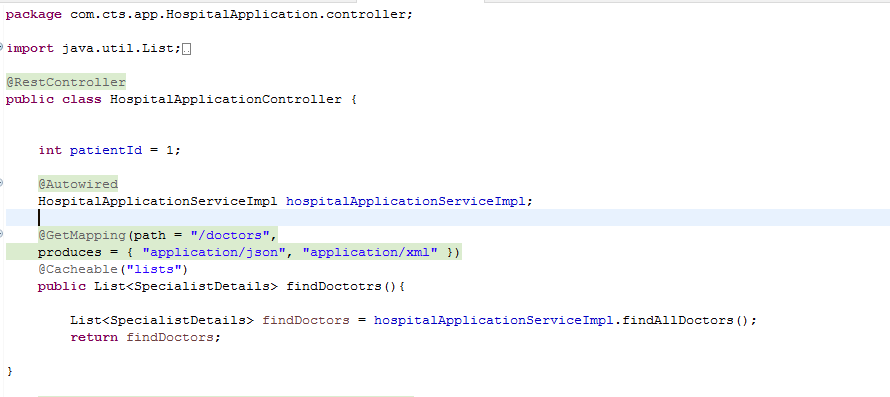 package com.cts.app.HospitalApplication.controller;
import java.util.List;
@RestController
public class HospitalApplicationController {
int patientId = 1;
@Autowired
HospitalApplicationServiceImpl hospitalApplicationServiceImpl;
@GetMapping(path = "/doctors",
produces = { "application/json", "application/xml" })
@Cacheable("lists")
public List<SpecialistDetails> findDoctotrs(){
List<SpecialistDetails> findDoctors = hospitalApplicationServiceImpl.findAllDoctors();
return findDoctors;
}